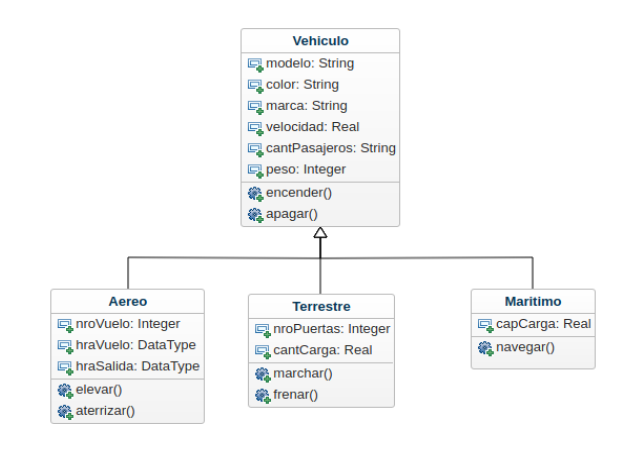 Vehiculo
modelo: String
color: String
marca: String
velocidad: Real
cantPasajeros: String
peso: Integer
encender()
apagar()
Aereo
nroVuelo: Integer
hraVuelo: DataType
hraSalida: DataType
elevar()
aterrizar()
Terrestre
nroPuertas: Integer
cantCarga: Real
marchar()
frenar()
Maritimo
capCarga: Real
navegar()